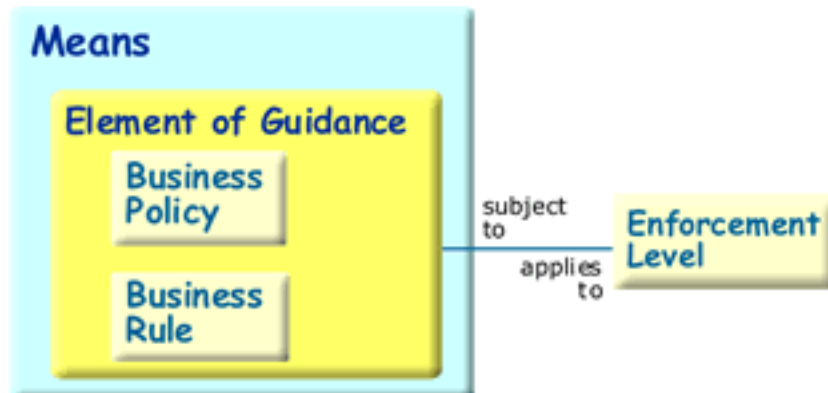 Means
Element of Guidance
Business
Policy
Business
Rule
subject
to
applies
to
Enforcement
Level